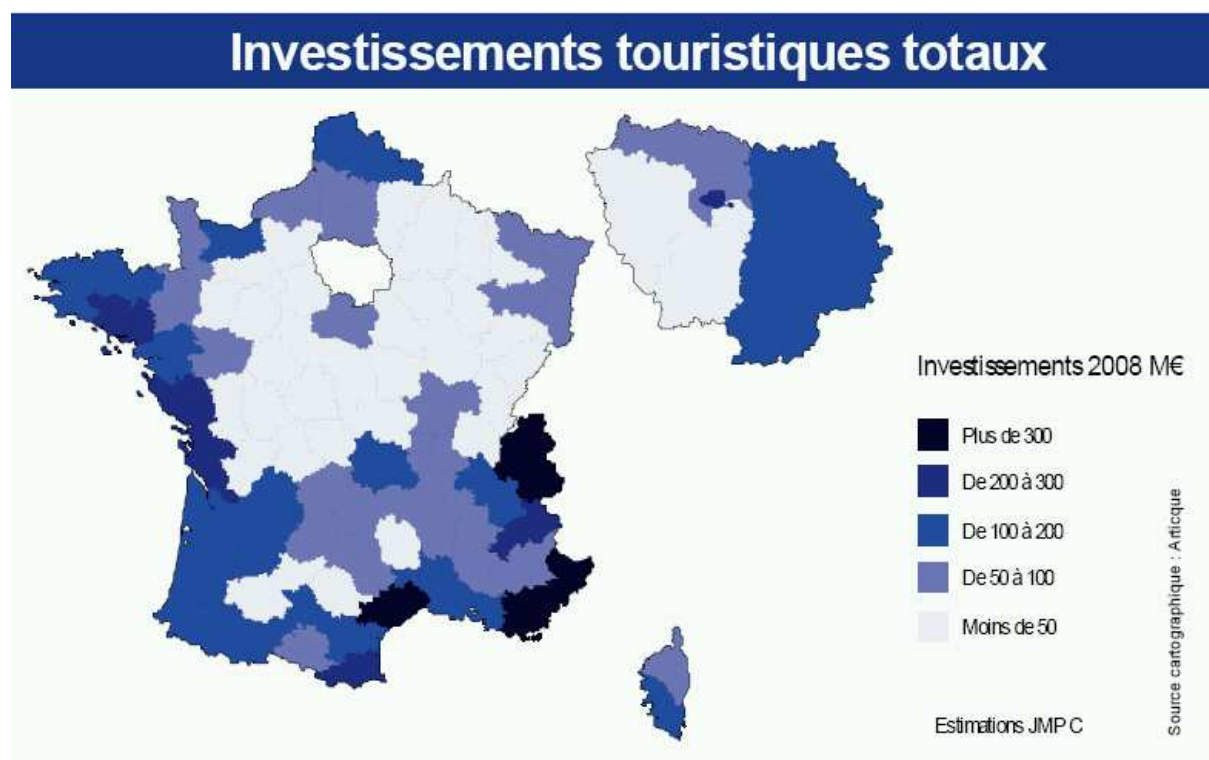 Investissements touristiques totaux
Investissements 2008 M€
Plus de 300
De 200 à 300
De 100 à 200
De 50 à 100
Moins de 50
Source cartographique : Articque
Estimations JMP C